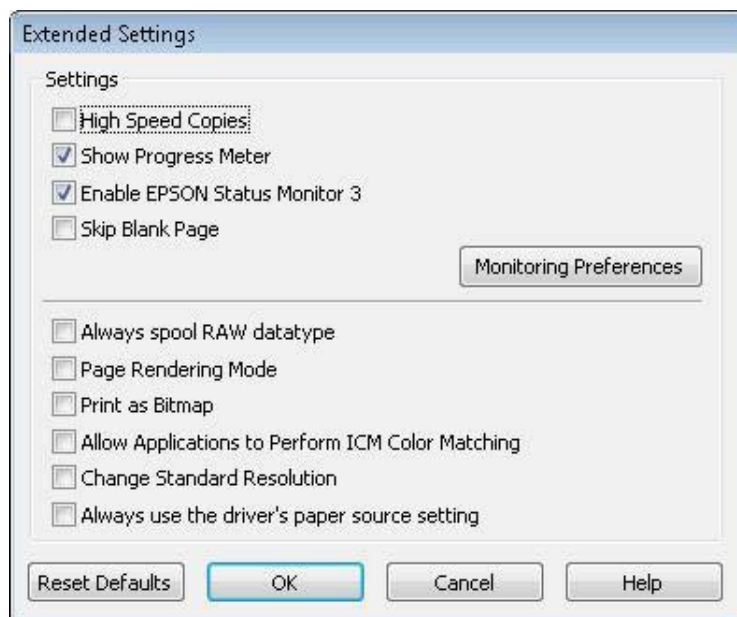 Extended Settings
Settings
High Speed Copies
Show Progress Meter
Enable EPSON Status Monitor 3
Skip Blank Page
Monitoring Preferences
Always spool RAW datatype
Page Rendering Mode
Print as Bitmap
Allow Applications to Perform ICM Color Matching
Change Standard Resolution
Always use the driver's paper source setting
Reset Defaults OK Cancel Help